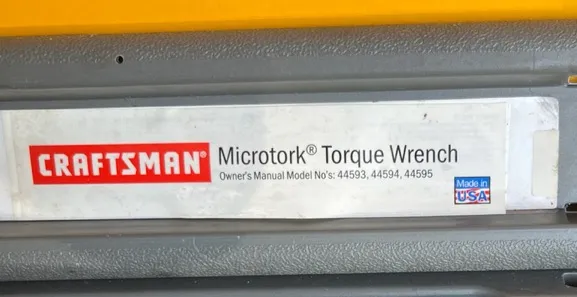 CRAFTSMAN® Microtork® Torque Wrench
Owner's Manual Model No's: 44593, 44594, 44595
Made in
USA